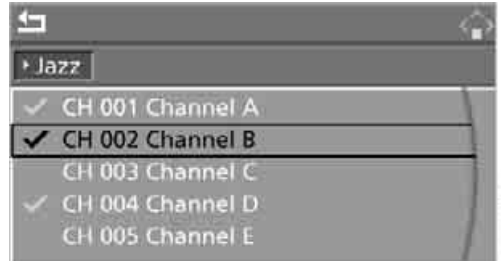 Jazz
CH 001 Channel A
CH 002 Channel B
CH 003 Channel C
CH 004 Channel D
CH 005 Channel E